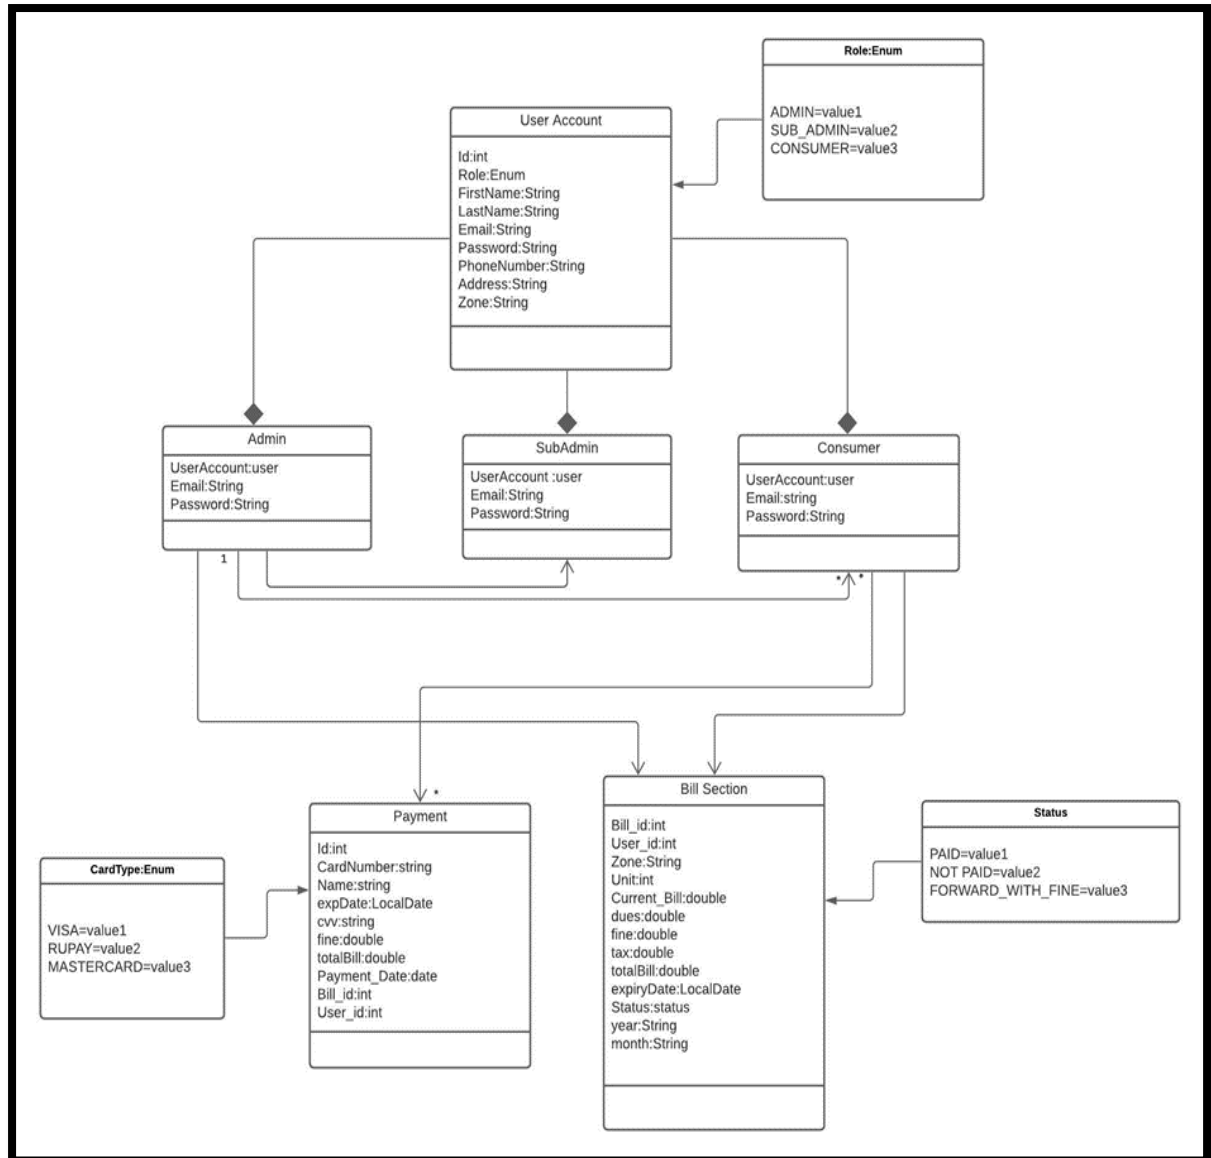 Role:Enum
ADMIN=value1
SUB_ADMIN=value2
CONSUMER=value3
User Account
Id:int
Role:Enum
FirstName:String
LastName:String
Email:String
Password:String
PhoneNumber:String
Address:String
Zone:String
Admin
UserAccount:user
Email:String
Password:String
SubAdmin
UserAccount :user
Email:String
Password:String
Consumer
UserAccount:user
Email:string
Password:String
1
* *
*
Payment
Id:int
CardNumber:string
Name:string
expDate:LocalDate
cvv:string
fine:double
totalBill:double
Payment_Date:date
Bill_id:int
User_id:int
Bill Section
Bill_id:int
User_id:int
Zone:String
Unit:int
Current_Bill:double
dues:double
fine:double
tax:double
totalBill:double
expiryDate:LocalDate
Status:status
year:String
month:String
Status
PAID=value1
NOT PAID=value2
FORWARD_WITH_FINE=value3
CardType:Enum
VISA=value1
RUPAY=value2
MASTERCARD=value3